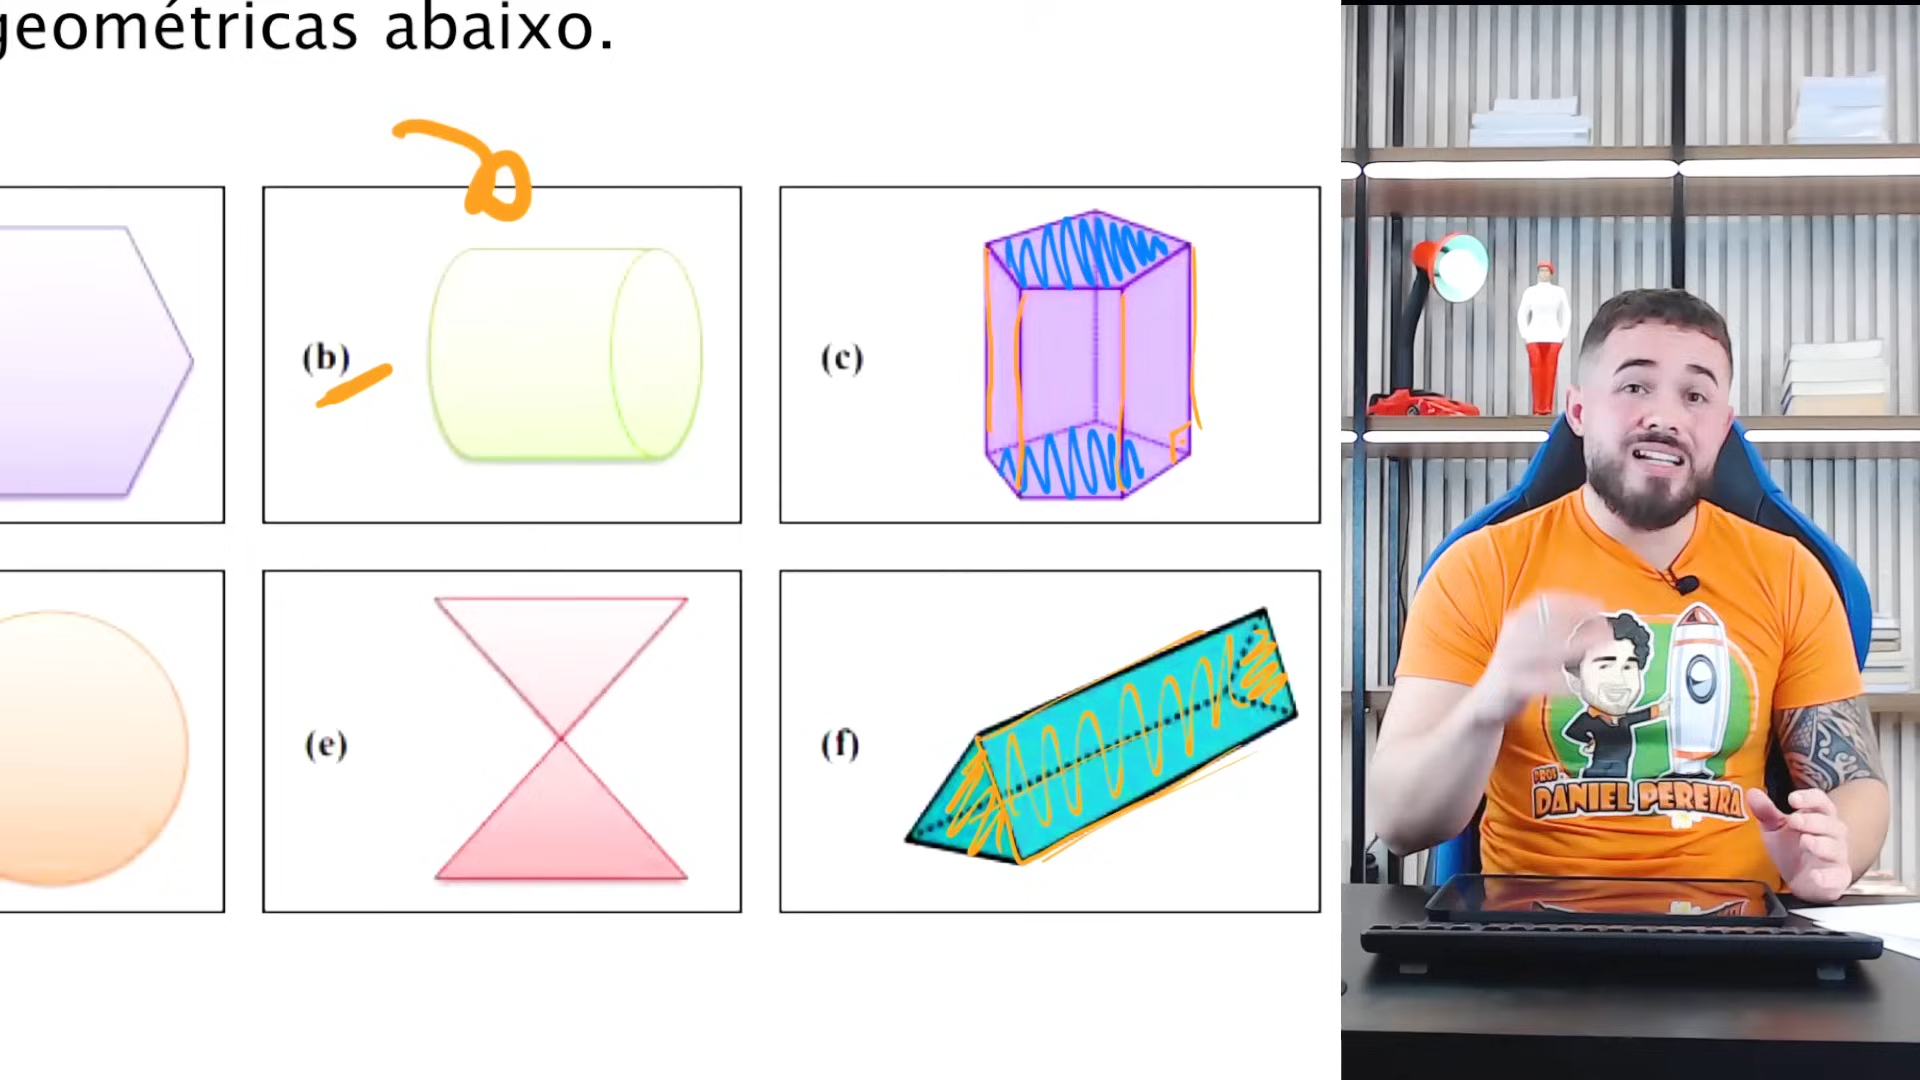 geométricas abaixo.
(b)
(c)
(e)
(f)
PROF.
DANIEL PEREIRA